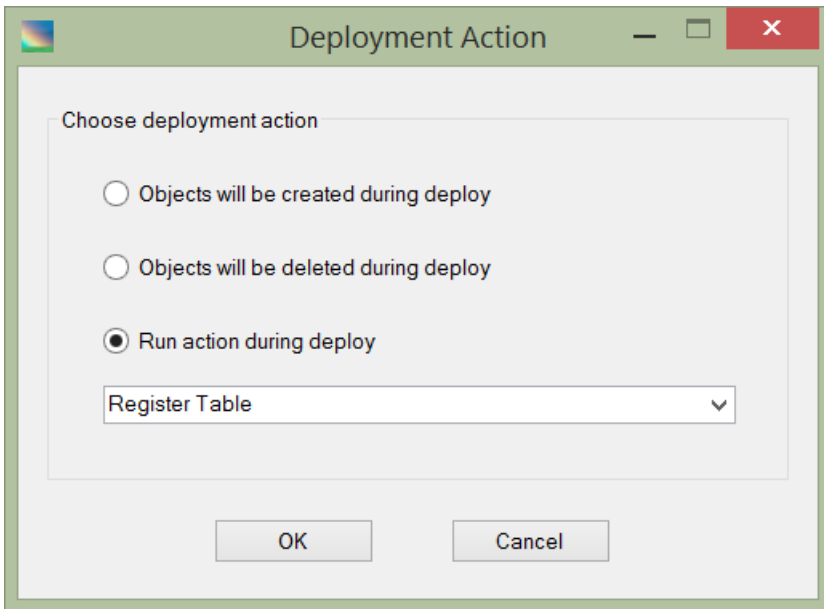 Deployment Action
Choose deployment action
Objects will be created during deploy
Objects will be deleted during deploy
Run action during deploy
Register Table
OK
Cancel